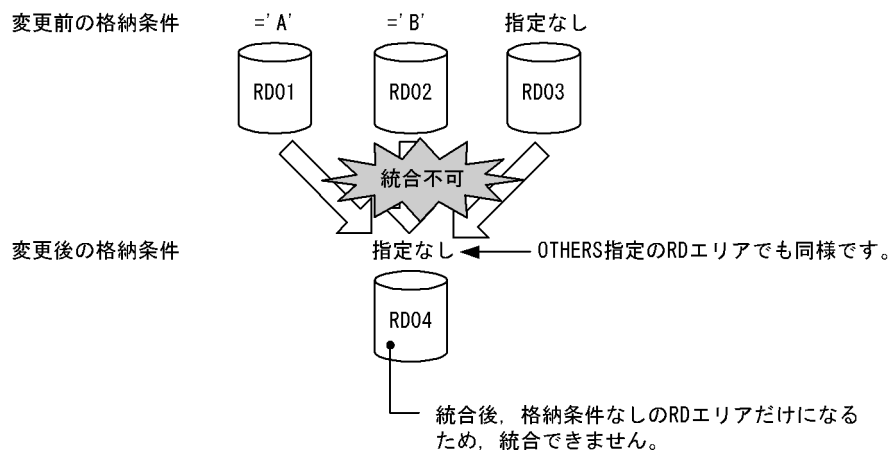 変更前の格納条件 ='A' ='B' 指定なし
RD01 RD02 RD03
統合不可
変更後の格納条件 指定なし OTHERS指定のRDエリアでも同様です。
RD04
統合後，格納条件なしのRDエリアだけになる
ため，統合できません。